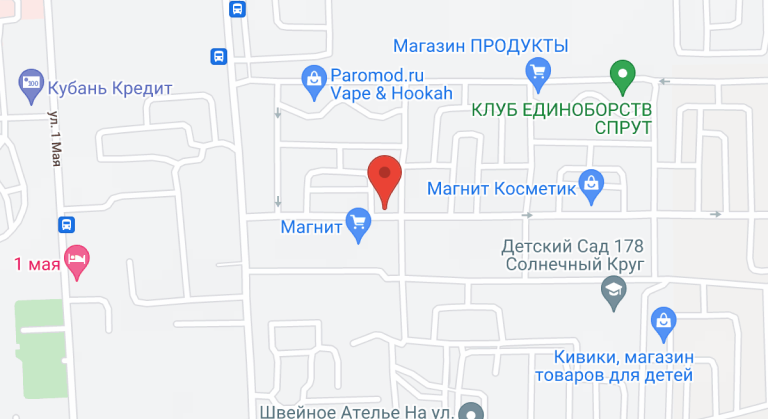 Магазин ПРОДУКТЫ
Paromod.ru
Vape & Hookah
Кубань Кредит
КЛУБ ЕДИНОБОРСТВ
СПРУТ
ул. 1 Мая
Магнит Косметик
Магнит
Детский Сад 178
Солнечный Круг
1 мая
Кивики, магазин
товаров для детей
Швейное Ателье На ул.